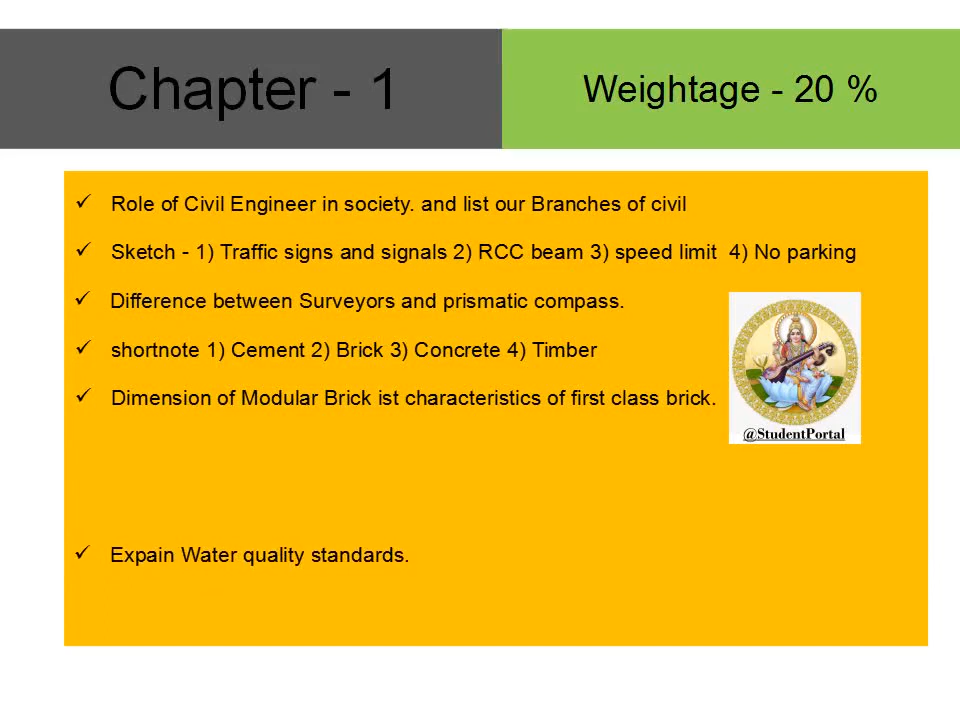 Chapter - 1
Weightage - 20 %
✓ Role of Civil Engineer in society. and list our Branches of civil
✓ Sketch - 1) Traffic signs and signals 2) RCC beam 3) speed limit  4) No parking
✓ Difference between Surveyors and prismatic compass.
✓ shortnote 1) Cement 2) Brick 3) Concrete 4) Timber
✓ Dimension of Modular Brick ist characteristics of first class brick.
@StudentPortal
✓ Expain Water quality standards.